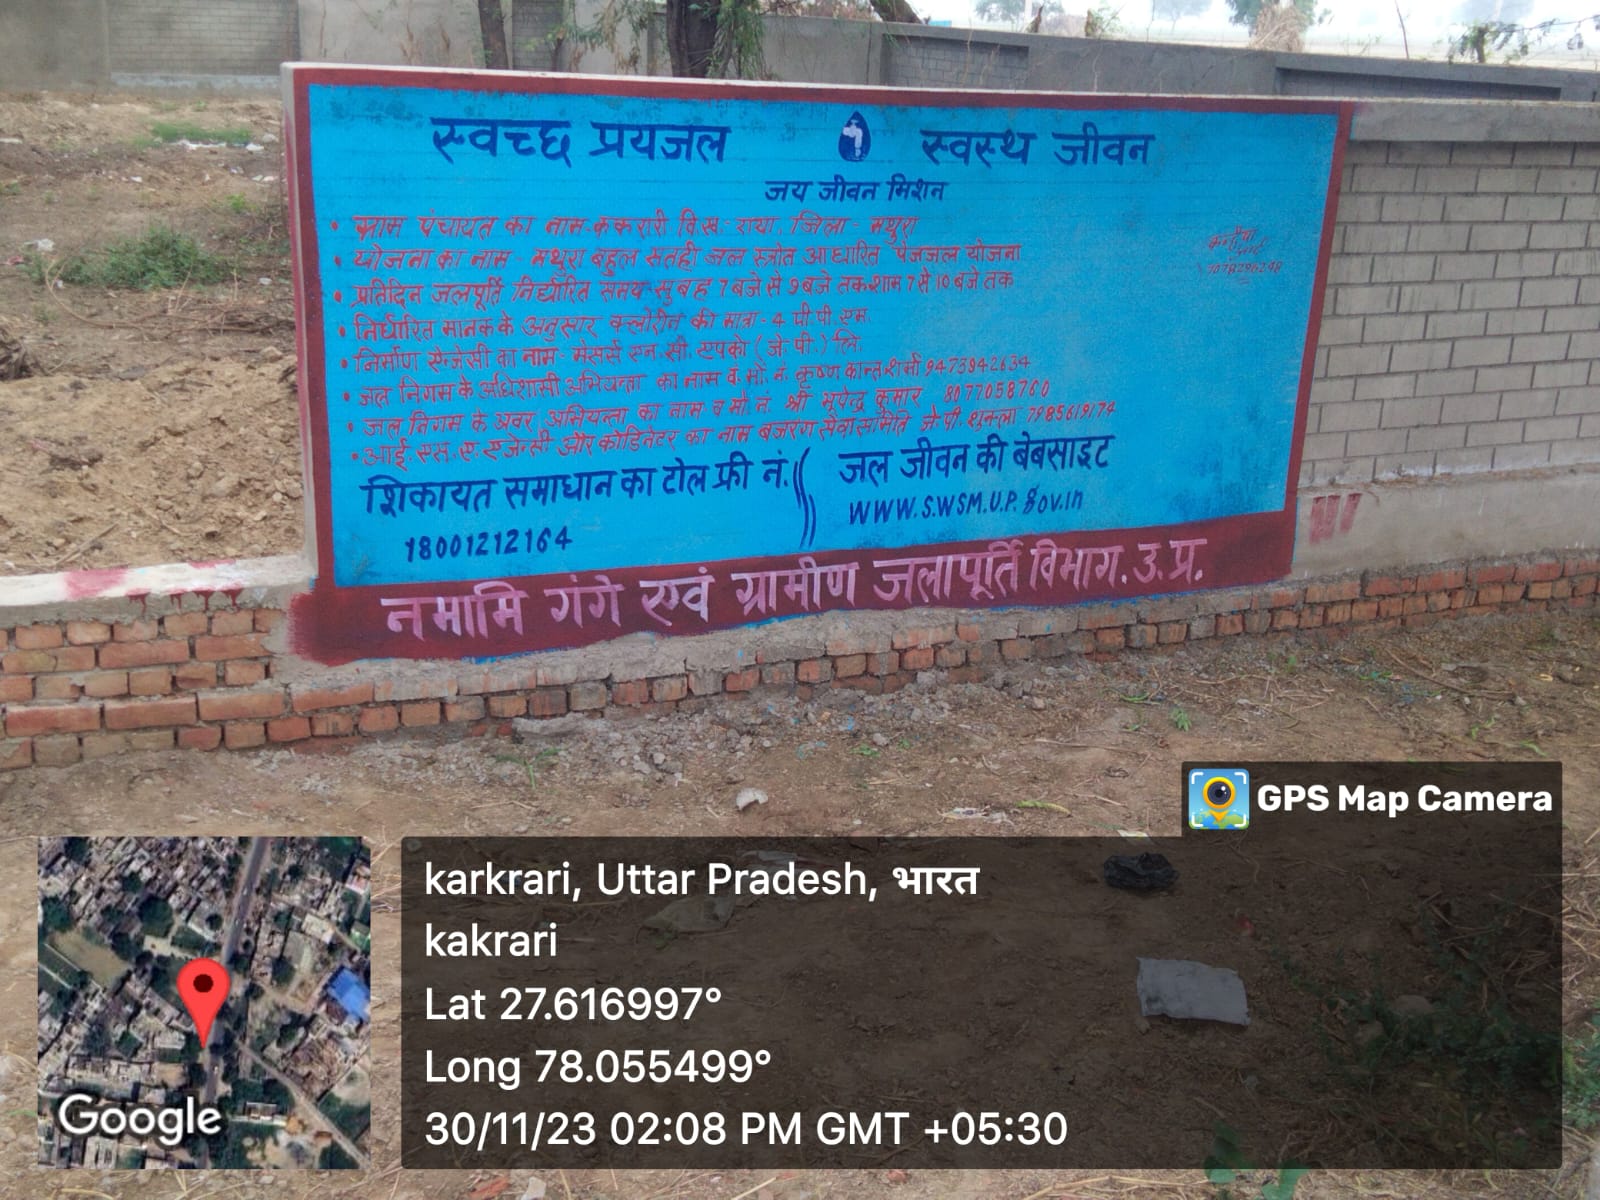 स्वच्छ प्रयजल स्वस्थ जीवन
जय जीवन मिशन
• ग्राम पंचायत का नाम-ककरारी वि.ख:- राया, जिला - मथुरा
• योजना का नाम - मथुरा बहुल सतही जल स्त्रोत आधारित पेजजल योजना
• प्रतिदिन जलपूर्ति निर्धारित समय-सुबह 7 बजे से 9 बजे तक शाम 7 से 10 बजे तक
• निर्धारित मानक के अनुसार क्लोरीन की मात्रा - 4 पी.पी.एम.
• निर्माण ऐन्जेसी का नाम - मेसर्स एन.सी. एपको (जे.पी.) लि.
• जल निगम के अधिशासी अभियन्ता का नाम व मो. नं. कृष्ण कान्त शर्मा 9473942634
• जल निगम के अवर अभियन्ता का नाम व मो. नं. श्री भूपेन्द्र कुमार 8077058760
• आई.एस.ए. एजेन्सी और कोडिनेटर का नाम बजरंग सेवा समिति जे.पी. शुक्ला 7985619174
शिकायत समाधान का टोल फ्री नं. जल जीवन की बेबसाइट
18001212164 WWW.SWSM.U.P.Gov.in
नमामि गंगे एवं ग्रामीण जलापूर्ति विभाग. उ. प्र.
GPS Map Camera
karkrari, Uttar Pradesh, भारत
kakrari
Lat 27.616997°
Long 78.055499°
30/11/23 02:08 PM GMT +05:30
Google